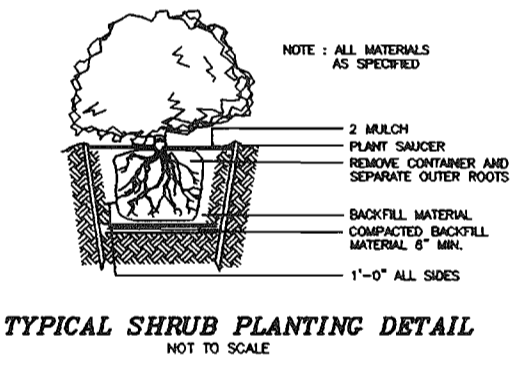 NOTE : ALL MATERIALS
AS SPECIFIED
2 MULCH
PLANT SAUCER
REMOVE CONTAINER AND
SEPARATE OUTER ROOTS
BACKFILL MATERIAL
COMPACTED BACKFILL
MATERIAL 6" MIN.
1'-0" ALL SIDES
TYPICAL SHRUB PLANTING DETAIL
NOT TO SCALE